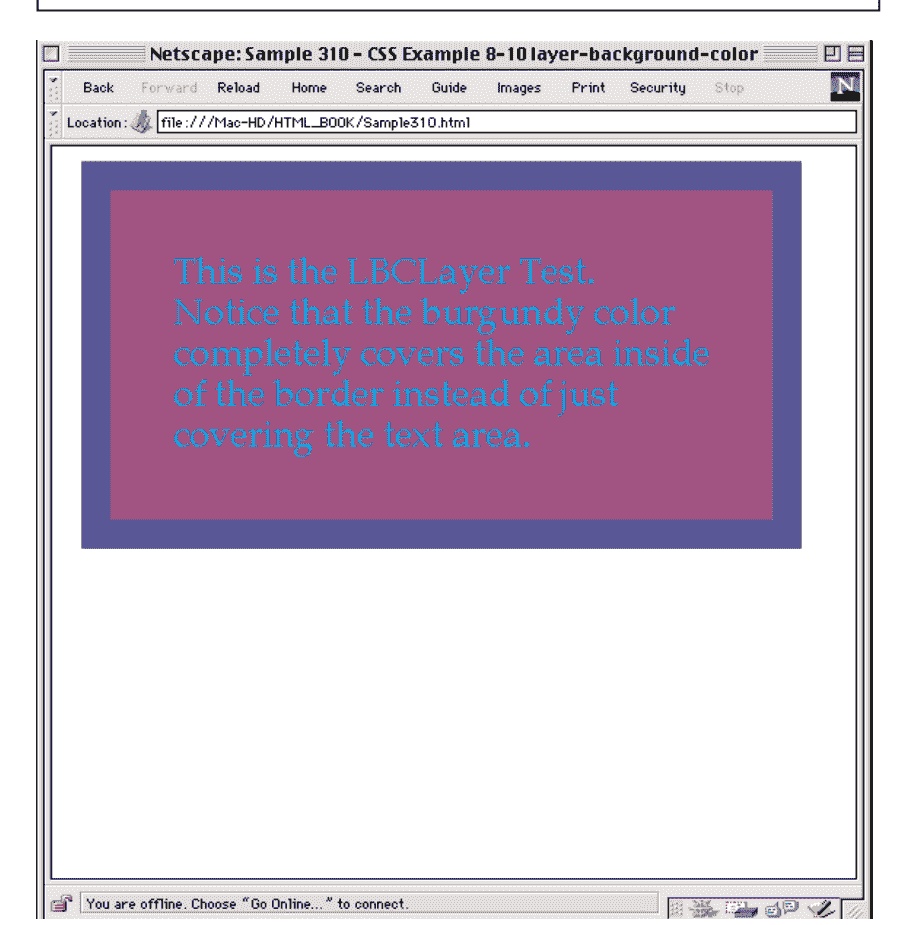 Netscape: Sample 310 - CSS Example 8-10 layer-background-color
Back Forward Reload Home Search Guide Images Print Security Stop
N
Location: file:///Mac-HD/HTML_BOOK/Sample310.html
This is the LBCLayer Test.
Notice that the burgundy color
completely covers the area inside
of the border instead of just
covering the text area.
You are offline. Choose "Go Online..." to connect.